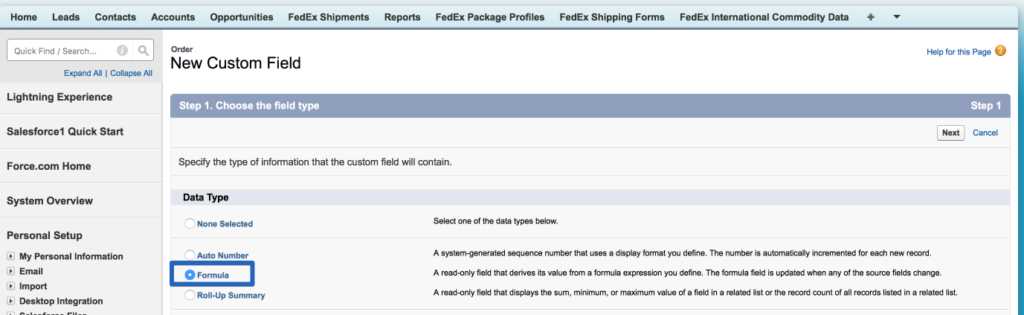 Home Leads Contacts Accounts Opportunities FedEx Shipments Reports FedEx Package Profiles FedEx Shipping Forms FedEx International Commodity Data +
Quick Find / Search...
Expand All | Collapse All
Lightning Experience
Salesforce1 Quick Start
Force.com Home
System Overview
Personal Setup
My Personal Information
Email
Import
Desktop Integration
Order
New Custom Field
Help for this Page ?
Step 1. Choose the field type Step 1
Next Cancel
Specify the type of information that the custom field will contain.
Data Type
None Selected Select one of the data types below.
Auto Number A system-generated sequence number that uses a display format you define. The number is automatically incremented for each new record.
Formula A read-only field that derives its value from a formula expression you define. The formula field is updated when any of the source fields change.
Roll-Up Summary A read-only field that displays the sum, minimum, or maximum value of a field in a related list or the record count of all records listed in a related list.